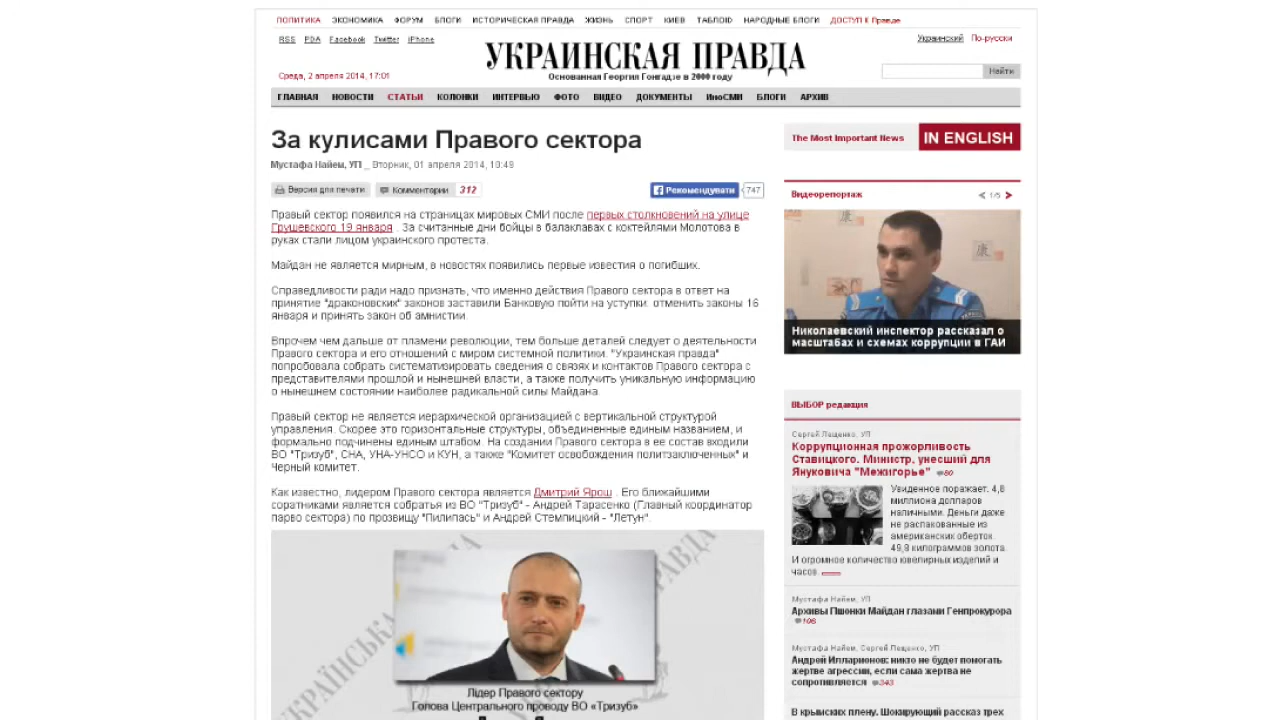 ПОЛИТИКА ЭКОНОМИКА ФОРУМ БЛОГИ ИСТОРИЧЕСКАЯ ПРАВДА ЖИЗНЬ СПОРТ КИЕВ ТАБЛОID НАРОДНЫЕ БЛОГИ ДОСТУП К Правде
RSS PDA Facebook Twitter iPhone
Украинский По-русски
УКРАИНСКАЯ ПРАВДА
Основанная Георгия Гонгадзе в 2000 году
Среда, 2 апреля 2014, 17:01
Найти
ГЛАВНАЯ НОВОСТИ СТАТЬИ КОЛОНКИ ИНТЕРВЬЮ ФОТО ВИДЕО ДОКУМЕНТЫ ИноСМИ БЛОГИ АРХИВ
За кулисами Правого сектора
Мустафа Найем, УП _ Вторник, 01 апреля 2014, 10:49
Версия для печати Комментарии 312
Рекомендувати 747
Правый сектор появился на страницах мировых СМИ после первых столкновений на улице
Грушевского 19 января . За считанные дни бойцы в балаклавах с коктейлями Молотова в
руках стали лицом украинского протеста.
Майдан не является мирным, в новостях появились первые известия о погибших.
Справедливости ради надо признать, что именно действия Правого сектора в ответ на
принятие "драконовских" законов заставили Банковую пойти на уступки: отменить законы 16
января и принять закон об амнистии.
Впрочем чем дальше от пламени революции, тем больше деталей следует о деятельности
Правого сектора и его отношений с миром системной политики. "Украинская правда"
попробовала собрать систематизировать сведения о связях и контактов Правого сектора с
представителями прошлой и нынешней власти, а также получить уникальную информацию
о нынешнем состоянии наиболее радикальной силы Майдана.
Правый сектор не является иерархической организацией с вертикальной структурой
управления. Скорее это горизонтальные структуры, объединенные единым названием, и
формально подчинены единым штабом. На создании Правого сектора в ее состав входили
ВО "Тризуб", СНА, УНА-УНСО и КУН, а также "Комитет освобождения политзаключенных" и
Черный комитет.
Как известно, лидером Правого сектора является Дмитрий Ярош . Его ближайшими
соратниками является собратья из ВО "Тризуб" - Андрей Тарасенко (Главный координатор
парво сектора) по прозвищу "Пилипась" и Андрей Стемпицкий - "Летун".
УКРАЇНСЬКА ПРАВДА
Лідер Правого сектору
Голова Центрального проводу ВО «Тризуб»
The Most Important News IN ENGLISH
Видеорепортаж 1/5
Николаевский инспектор рассказал о
масштабах и схемах коррупции в ГАИ
ВЫБОР редакция
Сергей Лещенко, УП
Коррупционная прожорливость
Ставицкого. Министр, унесший для
Януковича "Межигорье" 80
Увиденное поражает. 4,8
миллиона долларов
наличными. Деньги даже
не распакованные из
американских оберток.
49,8 килограммов золота.
И огромное количество ювелирных изделий и
часов.
Мустафа Найем, УП
Архивы Пшонки Майдан глазами Генпрокурора
106
Мустафа Найем, Сергей Лещенко, УП
Андрей Илларионов: никто не будет помогать
жертве агрессии, если сама жертва не
сопротивляется 343
В крымских плену. Шокирующий рассказ трех